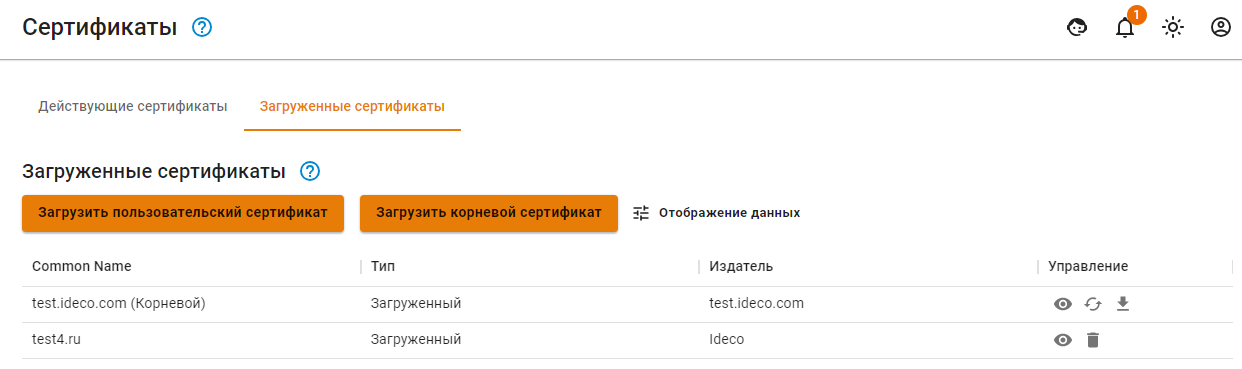 Сертификаты
1
Действующие сертификаты Загруженные сертификаты
Загруженные сертификаты
Загрузить пользовательский сертификат Загрузить корневой сертификат Отображение данных
Common Name Тип Издатель Управление
test.ideco.com (Корневой) Загруженный test.ideco.com
test4.ru Загруженный Ideco